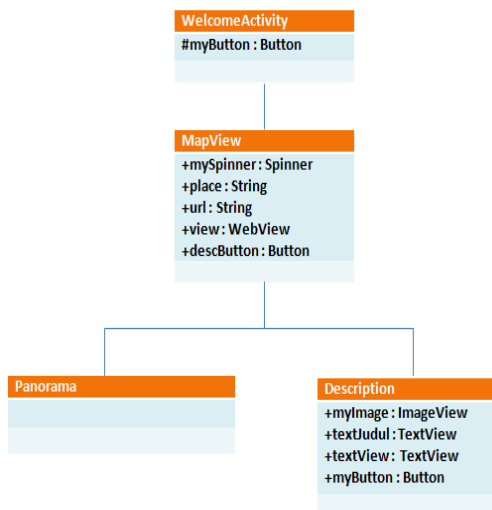 WelcomeActivity
#myButton : Button
MapView
+mySpinner : Spinner
+place : String
+url : String
+view : WebView
+descButton : Button
Panorama
Description
+myImage : ImageView
+textJudul : TextView
+textView : TextView
+myButton : Button